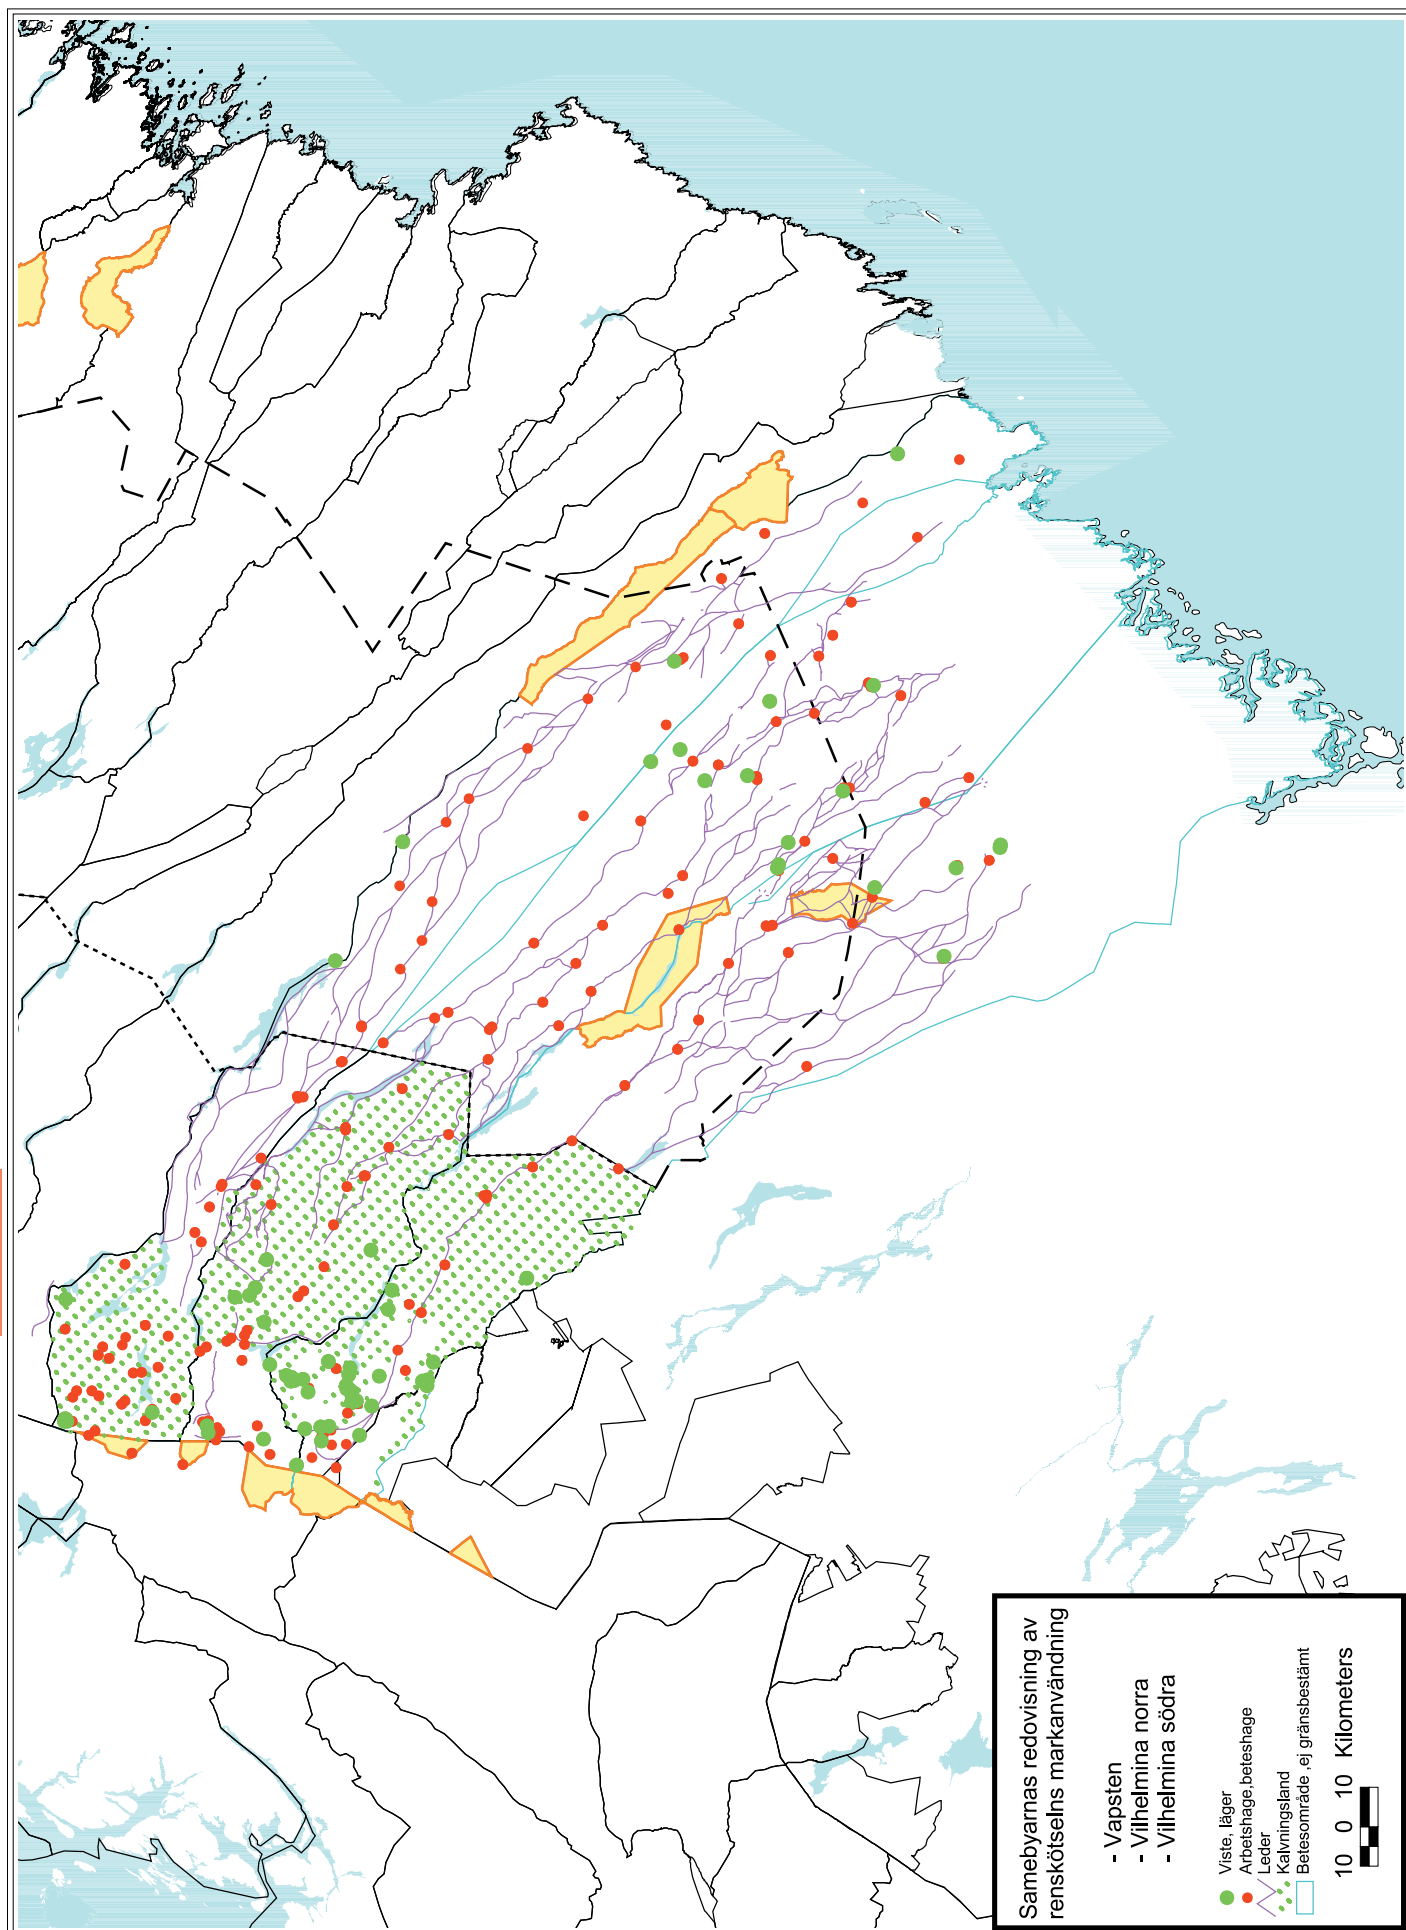 Samebyarnas redovisning av
renskötselns markanvändning
- Vapsten
- Vilhelmina norra
- Vilhelmina södra
Viste, läger
Arbetshage,beteshage
Leder
Kalvningsland
Betesområde ,ej gränsbestämt
10 0 10 Kilometers